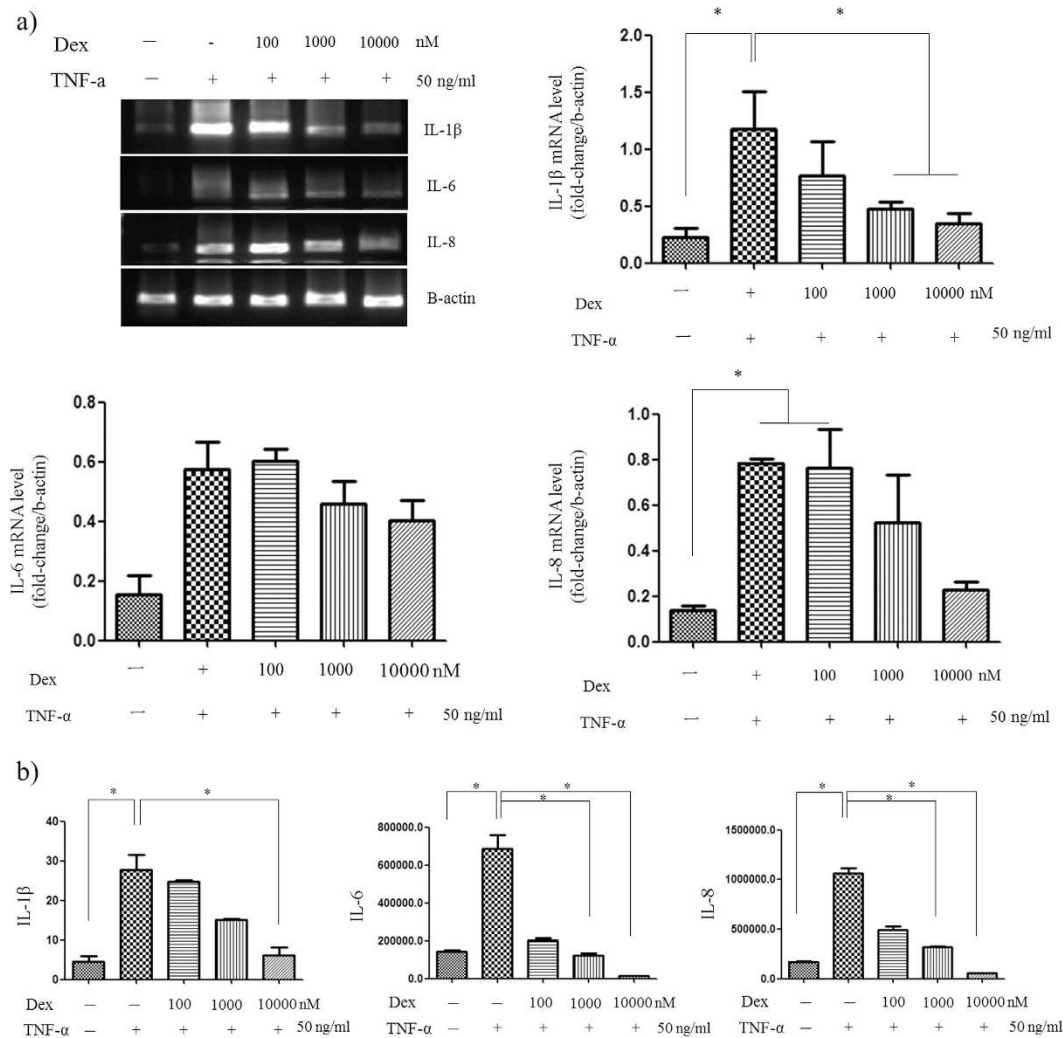 a)
Dex — - 100 1000 10000 nM
TNF-a — + + + + 50 ng/ml
IL-1β
IL-6
IL-8
B-actin
* *
IL-1β mRNA level
(fold-change/b-actin)
2.0
1.5
1.0
0.5
0.0
Dex — + 100 1000 10000 nM
TNF-α — + + + + 50 ng/ml
IL-6 mRNA level
(fold-change/b-actin)
0.8
0.6
0.4
0.2
0.0
Dex — + 100 1000 10000 nM
TNF-α — + + + + 50 ng/ml
*
IL-8 mRNA level
(fold-change/b-actin)
1.0
0.8
0.6
0.4
0.2
0.0
Dex — + 100 1000 10000 nM
TNF-α — + + + + 50 ng/ml
b)
* *
IL-1β
40
30
20
10
0
Dex — — 100 1000 10000 nM
TNF-α — + + + + 50 ng/ml
* *
*
IL-6
800000.0
600000.0
400000.0
200000.0
0.0
Dex — — 100 1000 10000 nM
TNF-α — + + + + 50 ng/ml
* *
*
IL-8
1500000
1000000.0
500000.0
0.0
Dex — — 100 1000 10000 nM
TNF-α — + + + + 50 ng/ml